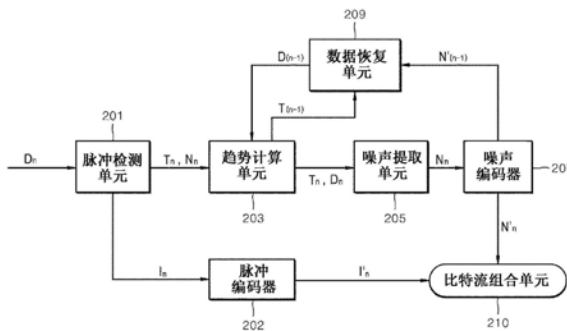 209
数据恢复
单元
D(n-1)
N'(n-1)
T(n-1)
201
脉冲检测
单元
Dn
Tn , Nn
趋势计算
单元
203
Tn , Dn
噪声提取
单元
205
Nn
噪声
编码器
20
N'n
In
脉冲
编码器
202
I'n
比特流组合单元
210